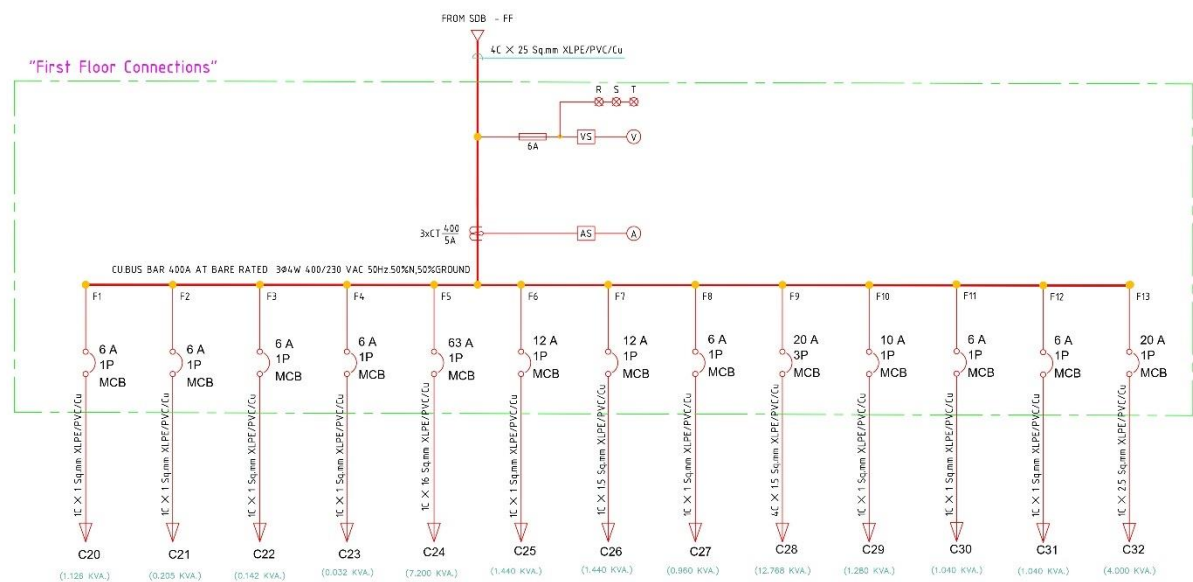 FROM SDB - FF
4C X 25 Sq.mm XLPE/PVC/Cu
"First Floor Connections"
R S T
6A
VS
V
3xCT 400/5A
AS
A
CU.BUS BAR 400A AT BARE RATED 3Ø4W 400/230 VAC 50Hz.50%N,50%GROUND
F1 F2 F3 F4 F5 F6 F7 F8 F9 F10 F11 F12 F13
6 A 6 A 6 A 6 A 63 A 12 A 12 A 6 A 20 A 10 A 6 A 6 A 20 A
1P 1P 1P 1P 1P 1P 1P 1P 3P 1P 1P 1P 1P
MCB MCB MCB MCB MCB MCB MCB MCB MCB MCB MCB MCB MCB
1C X 1 Sq.mm XLPE/PVC/Cu
1C X 1 Sq.mm XLPE/PVC/Cu
1C X 1 Sq.mm XLPE/PVC/Cu
1C X 1 Sq.mm XLPE/PVC/Cu
1C X 16 Sq.mm XLPE/PVC/Cu
1C X 1 Sq.mm XLPE/PVC/Cu
1C X 1.5 Sq.mm XLPE/PVC/Cu
1C X 1 Sq.mm XLPE/PVC/Cu
4C X 1.5 Sq.mm XLPE/PVC/Cu
1C X 1 Sq.mm XLPE/PVC/Cu
1C X 1 Sq.mm XLPE/PVC/Cu
1C X 1 Sq.mm XLPE/PVC/Cu
1C X 2.5 Sq.mm XLPE/PVC/Cu
C20 C21 C22 C23 C24 C25 C26 C27 C28 C29 C30 C31 C32
(1.126 KVA.) (0.205 KVA.) (0.142 KVA.) (0.032 KVA.) (7.200 KVA.) (1.440 KVA.) (1.440 KVA.) (0.960 KVA.) (12.768 KVA.) (1.280 KVA.) (1.040 KVA.) (1.040 KVA.) (4.000 KVA.)